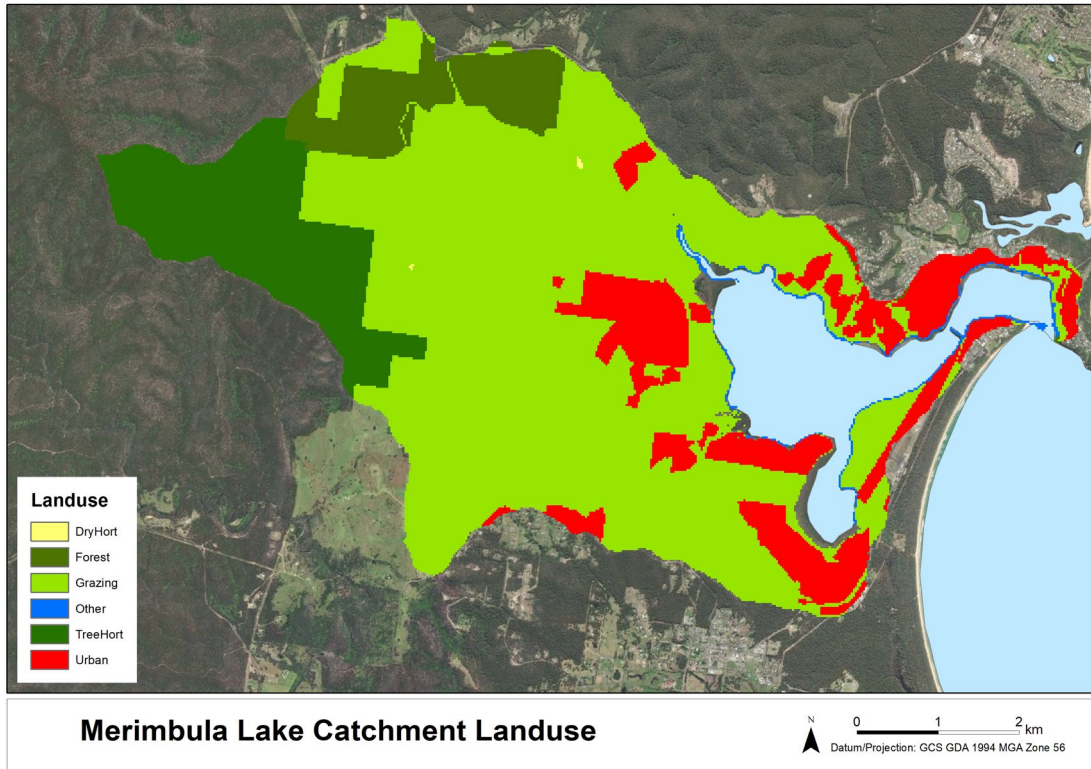 Landuse
DryHort
Forest
Grazing
Other
TreeHort
Urban
Merimbula Lake Catchment Landuse
N
0 1 2
km
Datum/Projection: GCS GDA 1994 MGA Zone 56